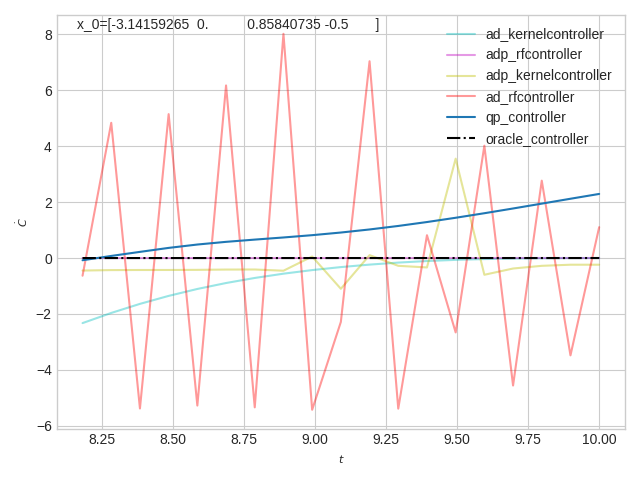 x_0=[-3.14159265  0.          0.85840735 -0.5       ]
ad_kernelcontroller
adp_rfcontroller
adp_kernelcontroller
ad_rfcontroller
qp_controller
oracle_controller
8
6
4
2
0
−2
−4
−6
Ċ
8.25 8.50 8.75 9.00 9.25 9.50 9.75 10.00
t